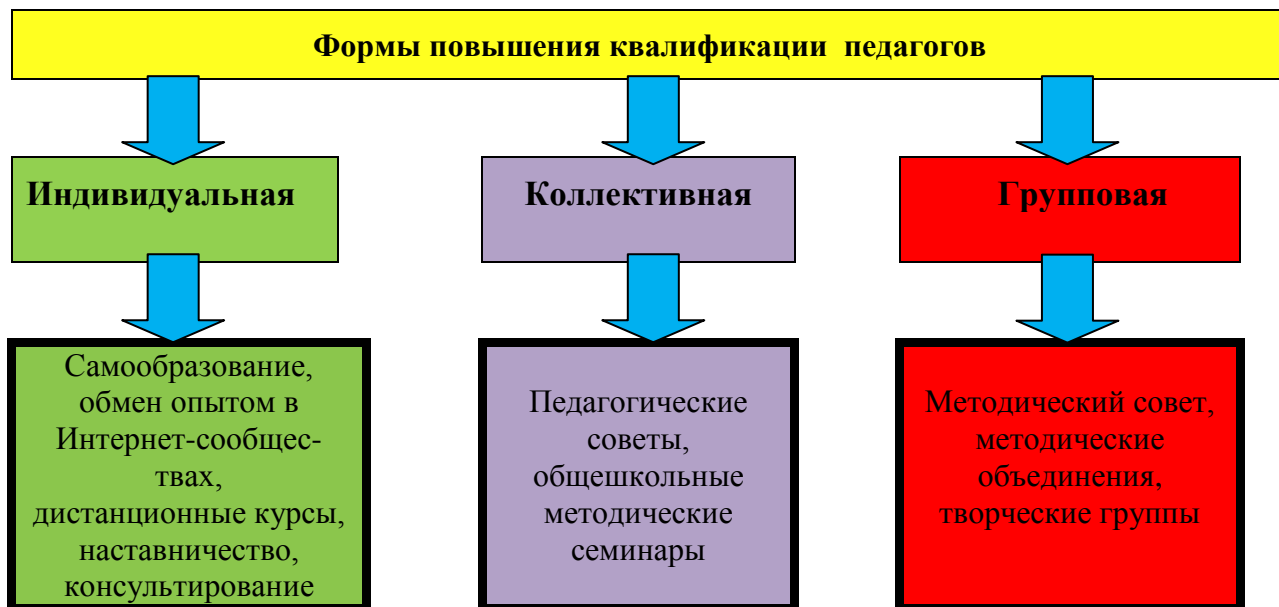 Формы повышения квалификации педагогов
Индивидуальная
Коллективная
Групповая
Самообразование,
обмен опытом в
Интернет-сообщес-
твах,
дистанционные курсы,
наставничество,
консультирование
Педагогические
советы,
общешкольные
методические
семинары
Методический совет,
методические
объединения,
творческие группы